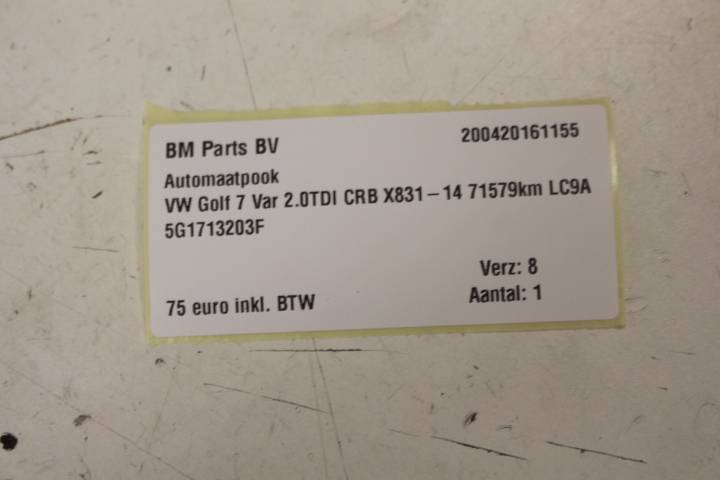 BM Parts BV 200420161155
Automaatpook
VW Golf 7 Var 2.0TDI CRB X831-14 71579km LC9A
5G1713203F
Verz: 8
75 euro inkl. BTW Aantal: 1